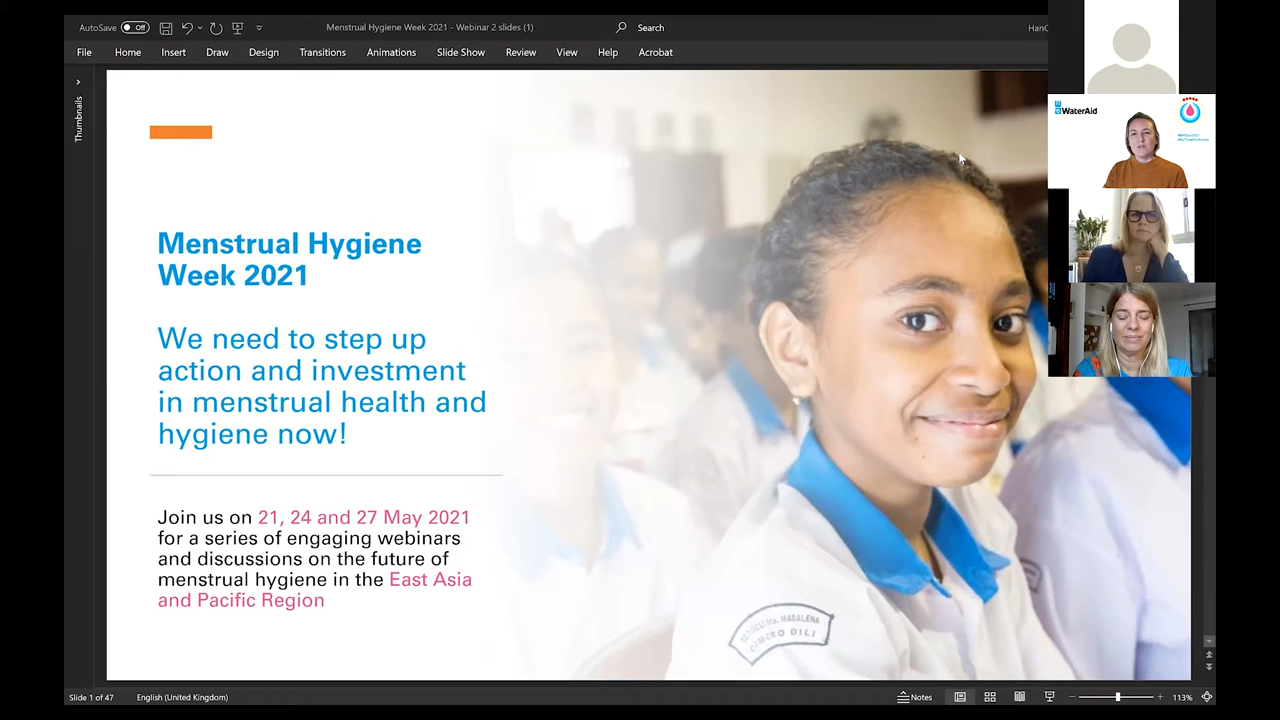 AutoSave Off
Menstrual Hygiene Week 2021 - Webinar 2 slides (1)
Search
File Home Insert Draw Design Transitions Animations Slide Show Review View Help Acrobat
Thumbnails
WaterAid
Menstrual Hygiene
Week 2021
We need to step up
action and investment
in menstrual health and
hygiene now!
Join us on 21, 24 and 27 May 2021
for a series of engaging webinars
and discussions on the future of
menstrual hygiene in the East Asia
and Pacific Region
COMORO DILI
Slide 1 of 47
English (United Kingdom)
Notes
113%